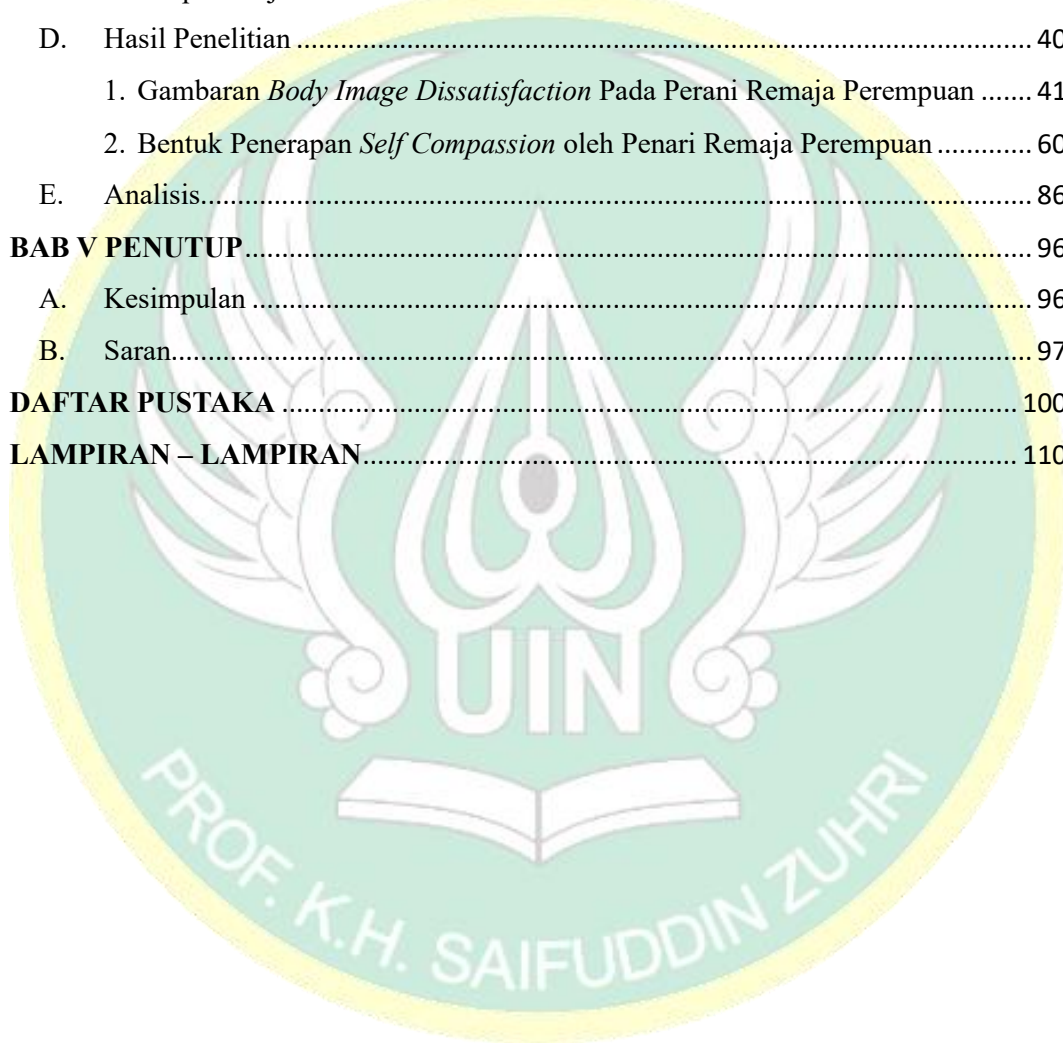 D. Hasil Penelitian ........................................................................................ 40
1. Gambaran Body Image Dissatisfaction Pada Perani Remaja Perempuan ....... 41
2. Bentuk Penerapan Self Compassion oleh Penari Remaja Perempuan ............ 60
E. Analisis........................................................................................................ 86
BAB V PENUTUP............................................................................................ 96
A. Kesimpulan ................................................................................................ 96
B. Saran........................................................................................................... 97
DAFTAR PUSTAKA ...................................................................................... 100
LAMPIRAN – LAMPIRAN............................................................................ 110
UIN
PROF. K.H. SAIFUDDIN ZUHRI